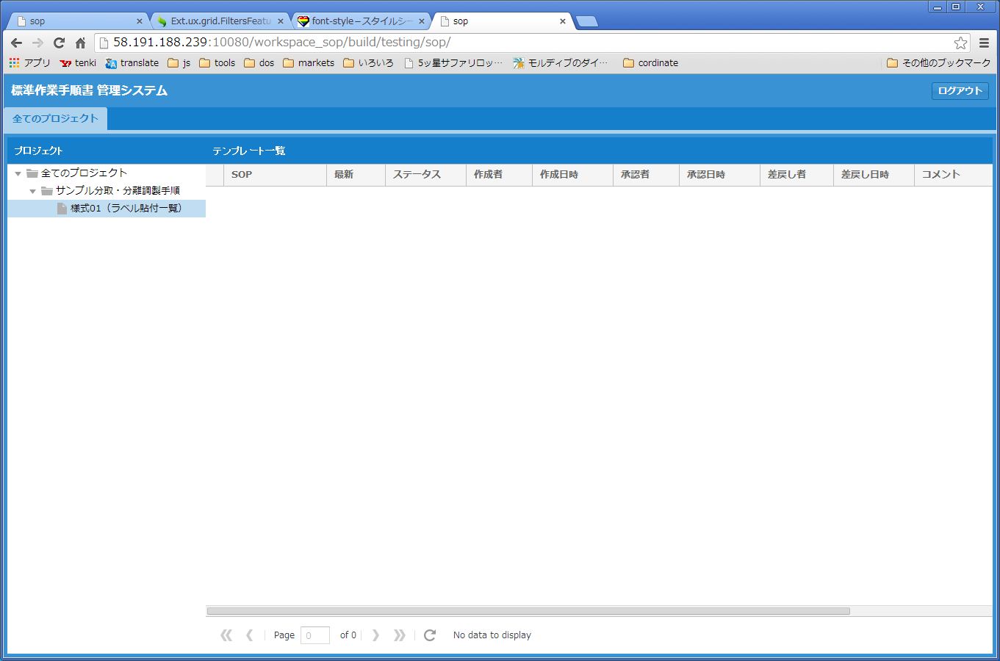 sop
Ext.ux.grid.FiltersFeatu
font-style－スタイルシー
sop
58.191.188.239:10080/workspace_sop/build/testing/sop/
アプリ tenki translate js tools dos markets いろいろ 5ッ星サファリロッ… モルディブのダイ… cordinate その他のブックマーク
標準作業手順書 管理システム
ログアウト
全てのプロジェクト
プロジェクト
テンプレート一覧
全てのプロジェクト
サンプル分取・分離調製手順
様式01（ラベル貼付一覧）
SOP 最新 ステータス 作成者 作成日時 承認者 承認日時 差戻し者 差戻し日時 コメント
Page 0 of 0 No data to display